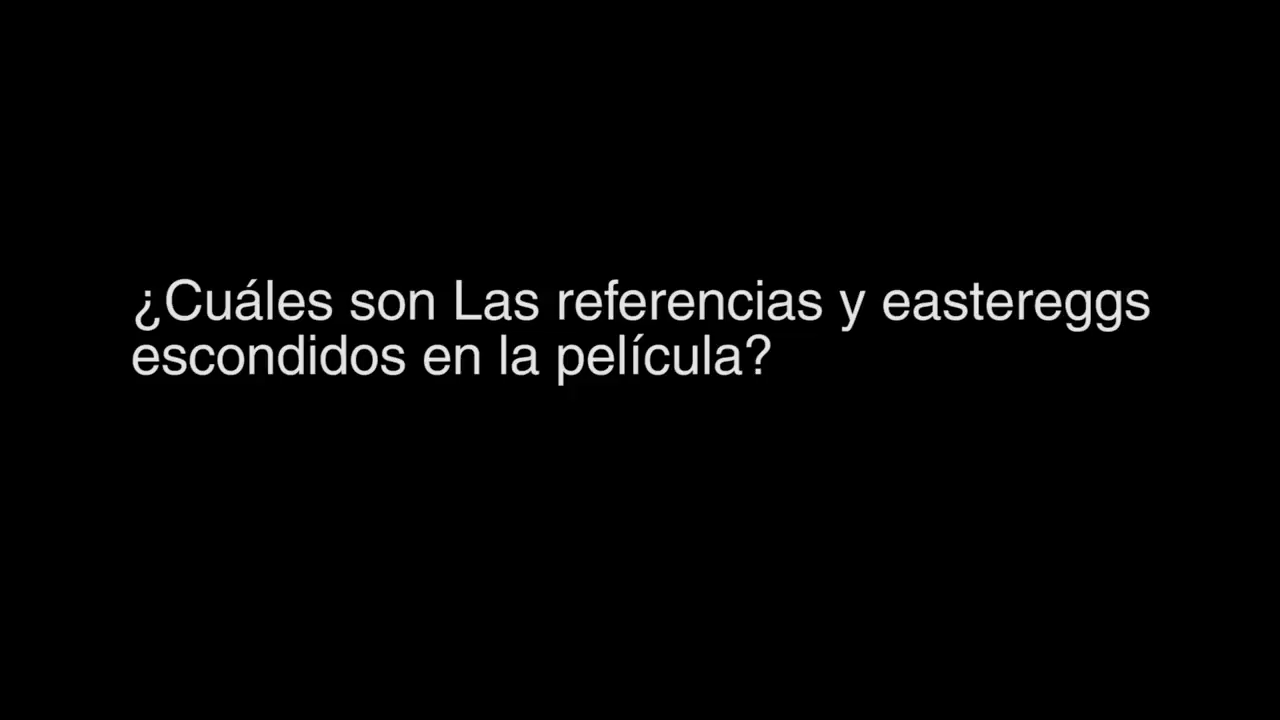 ¿Cuáles son Las referencias y eastereggs
escondidos en la película?